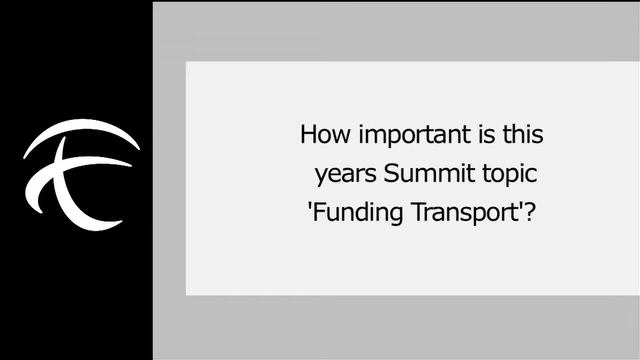 How important is this
years Summit topic
'Funding Transport'?